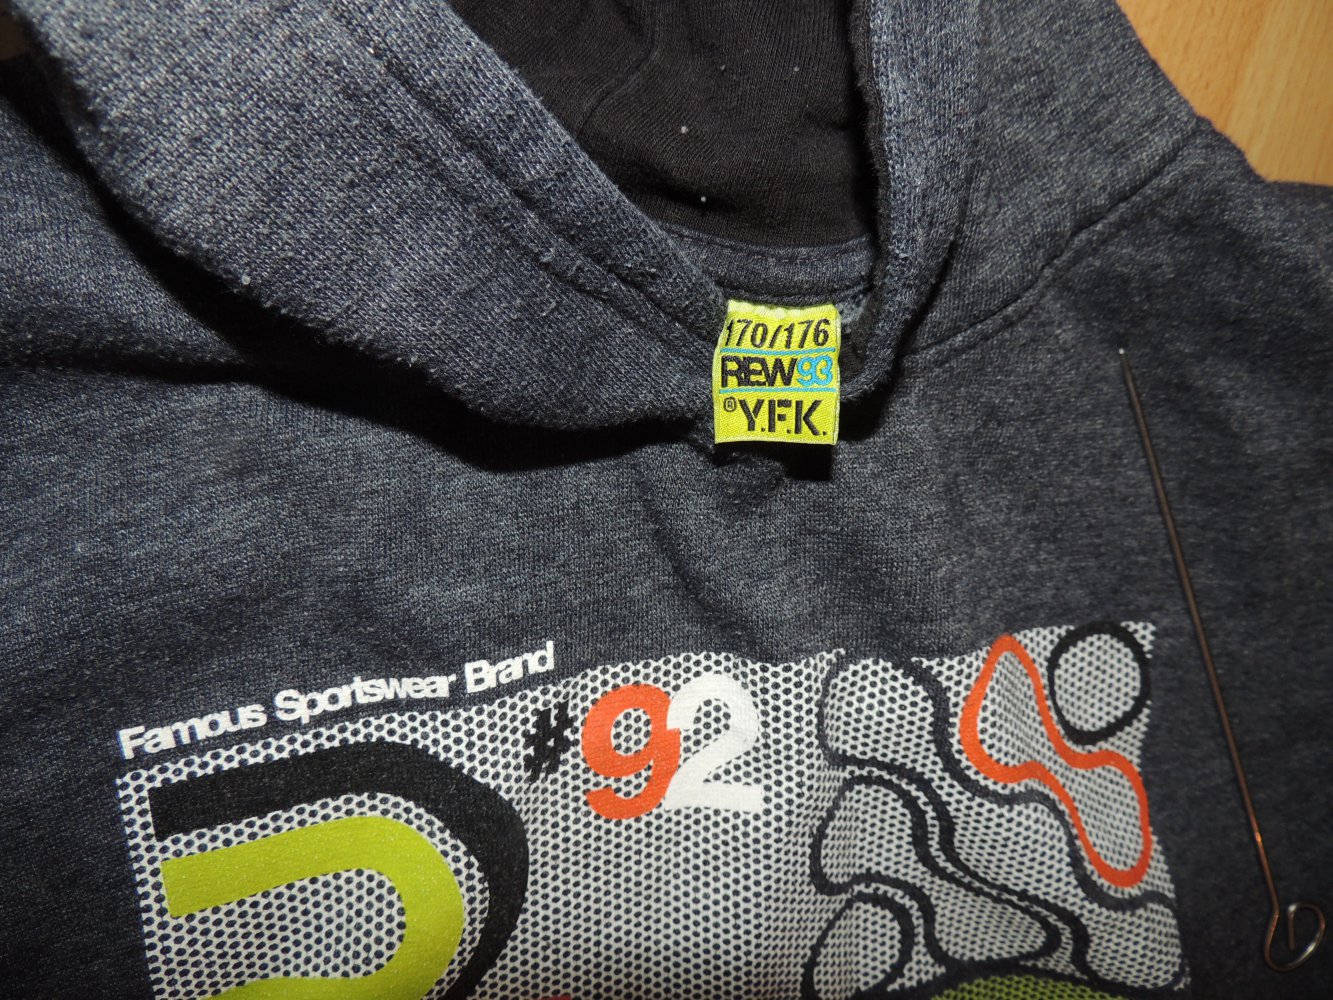 170/176
REW93
® Y.F.K.
Famous Sportswear Brand
#92